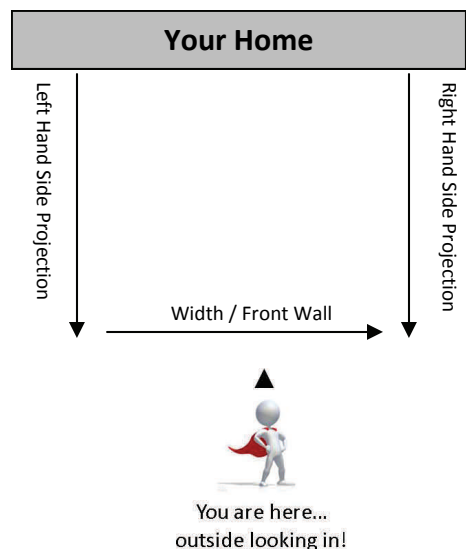 Your Home
Left Hand Side Projection
Right Hand Side Projection
Width / Front Wall
You are here...
outside looking in!